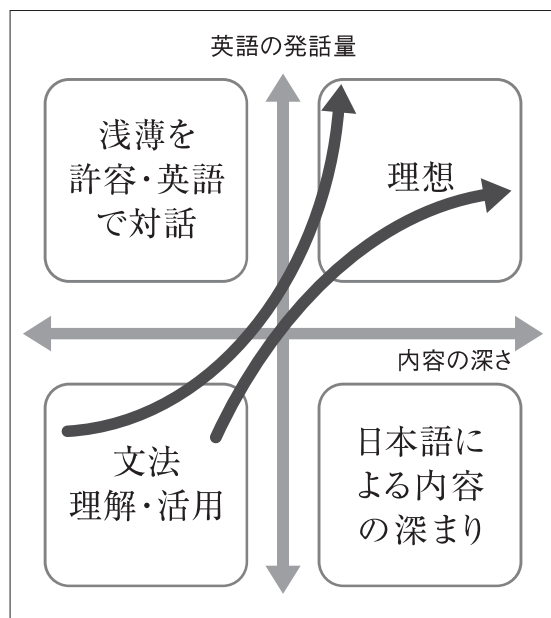 英語の発話量
浅薄を
許容・英語
で対話
理想
内容の深さ
文法
理解・活用
日本語に
よる内容
の深まり